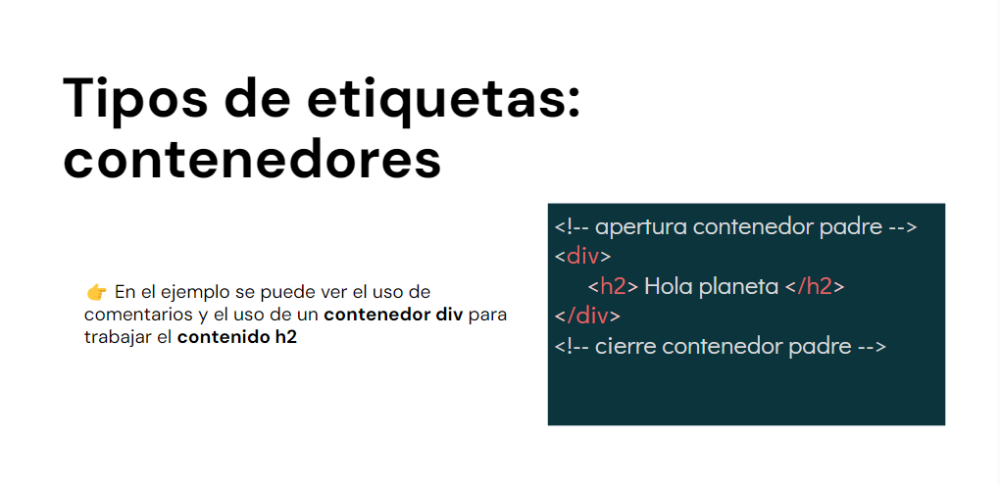 Tipos de etiquetas:
contenedores
👉 En el ejemplo se puede ver el uso de
comentarios y el uso de un contenedor div para
trabajar el contenido h2
<!-- apertura contenedor padre -->
<div>
<h2> Hola planeta </h2>
</div>
<!-- cierre contenedor padre -->